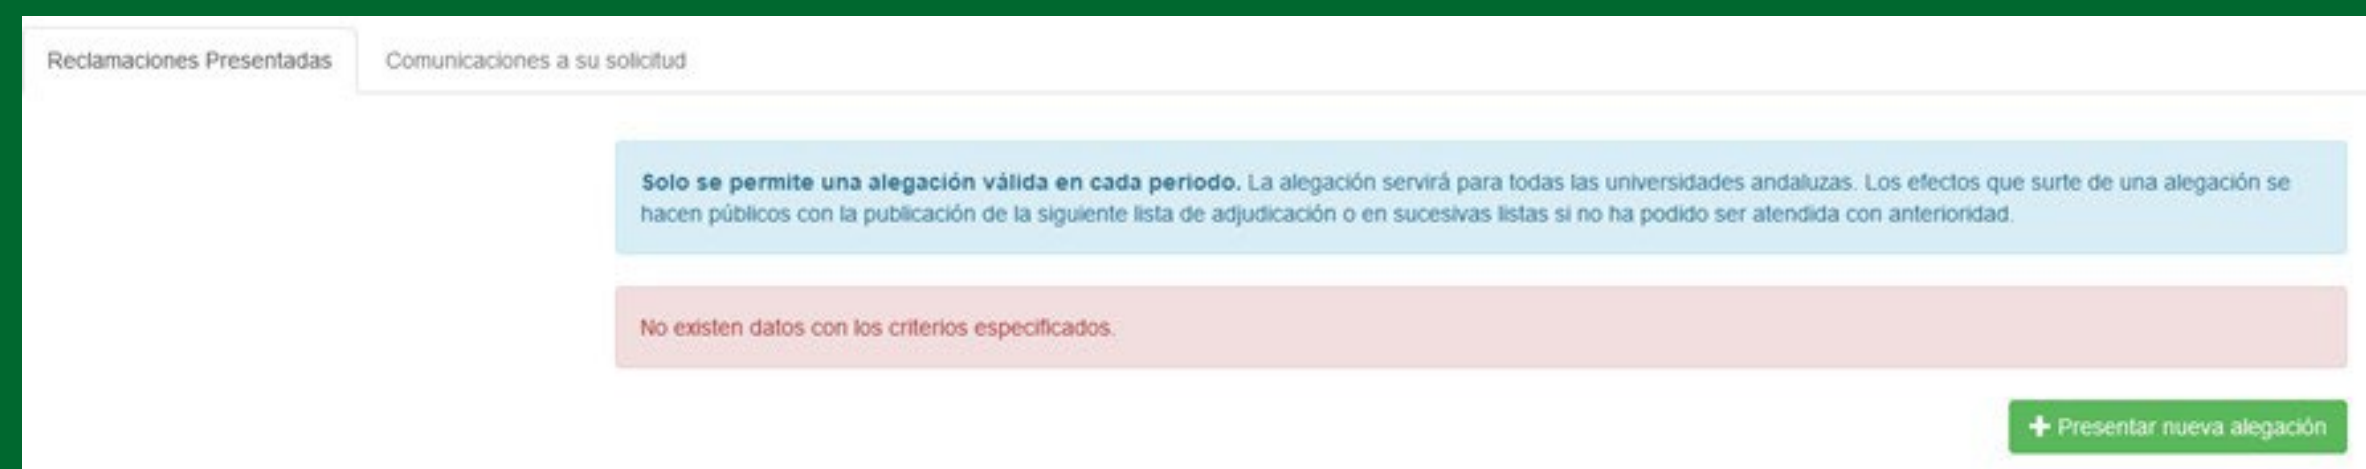 Reclamaciones Presentadas
Comunicaciones a su solicitud
Solo se permite una alegación válida en cada periodo. La alegación servirá para todas las universidades andaluzas. Los efectos que surte de una alegación se
hacen públicos con la publicación de la siguiente lista de adjudicación o en sucesivas listas si no ha podido ser atendida con anterioridad.
No existen datos con los criterios especificados.
+ Presentar nueva alegación